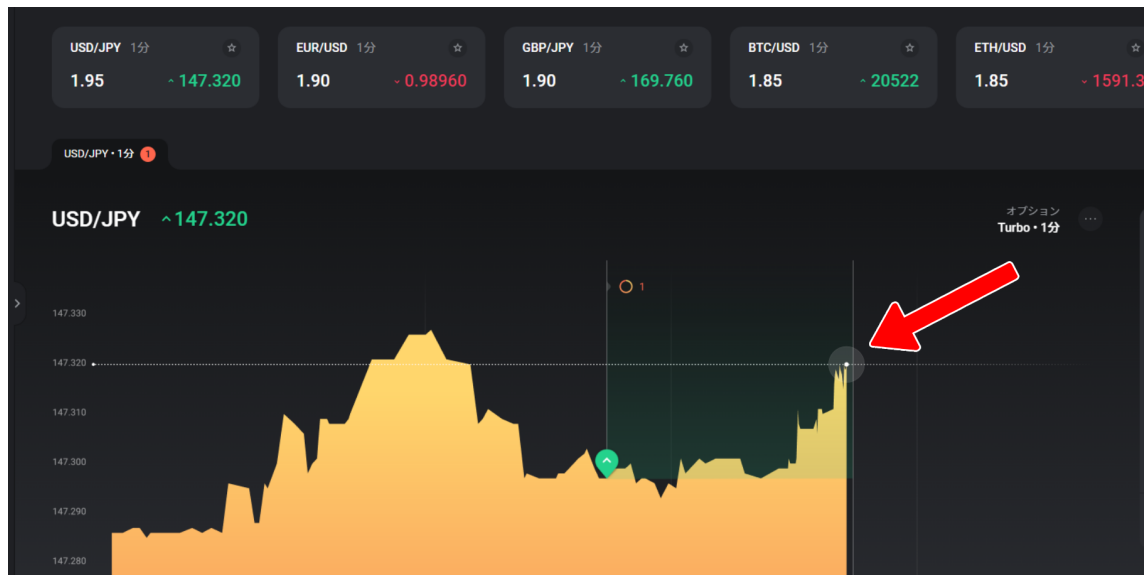 USD/JPY 1分
EUR/USD 1分
GBP/JPY 1分
BTC/USD 1分
ETH/USD 1分
1.95 147.320
1.90 0.98960
1.90 169.760
1.85 20522
1.85 1591.3
USD/JPY・1分 1
USD/JPY 147.320
オプション
Turbo・1分
1
147.330
147.320
147.310
147.300
147.290
147.280